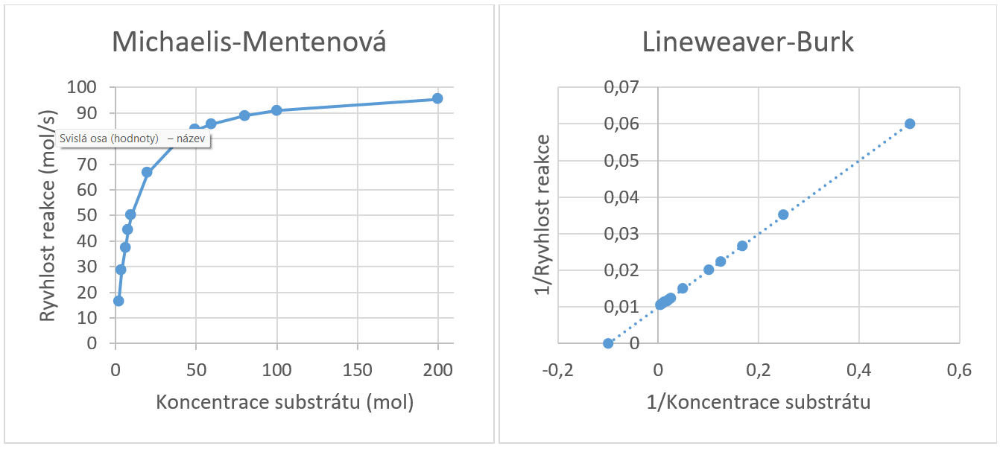 Michaelis-Mentenová
Ryvhlost reakce (mol/s)
100
90
70
60
50
40
30
20
10
0
Svislá osa (hodnoty) – název
0 50 100 150 200
Koncentrace substrátu (mol)
Lineweaver-Burk
1/Ryvhlost reakce
0,07
0,06
0,05
0,04
0,03
0,02
0,01
0
-0,2 0 0,2 0,4 0,6
1/Koncentrace substrátu